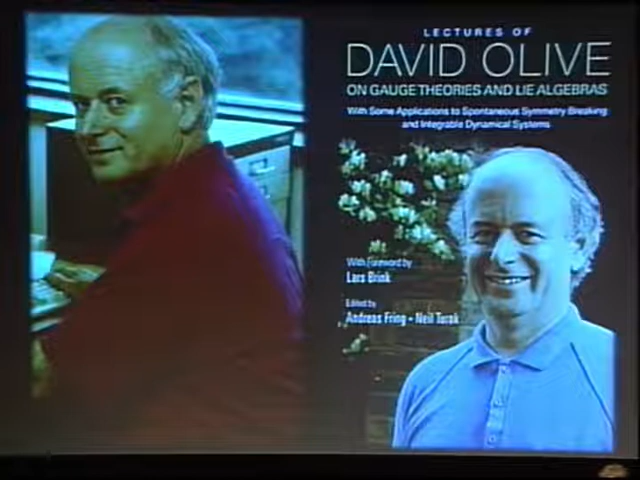 LECTURES OF
DAVID OLIVE
ON GAUGE THEORIES AND LIE ALGEBRAS
With Some Applications to Spontaneous Symmetry Breaking
and Integrable Dynamical Systems
With Foreword by
Lars Brink
Edited by
Andreas Fring • Neil Turok